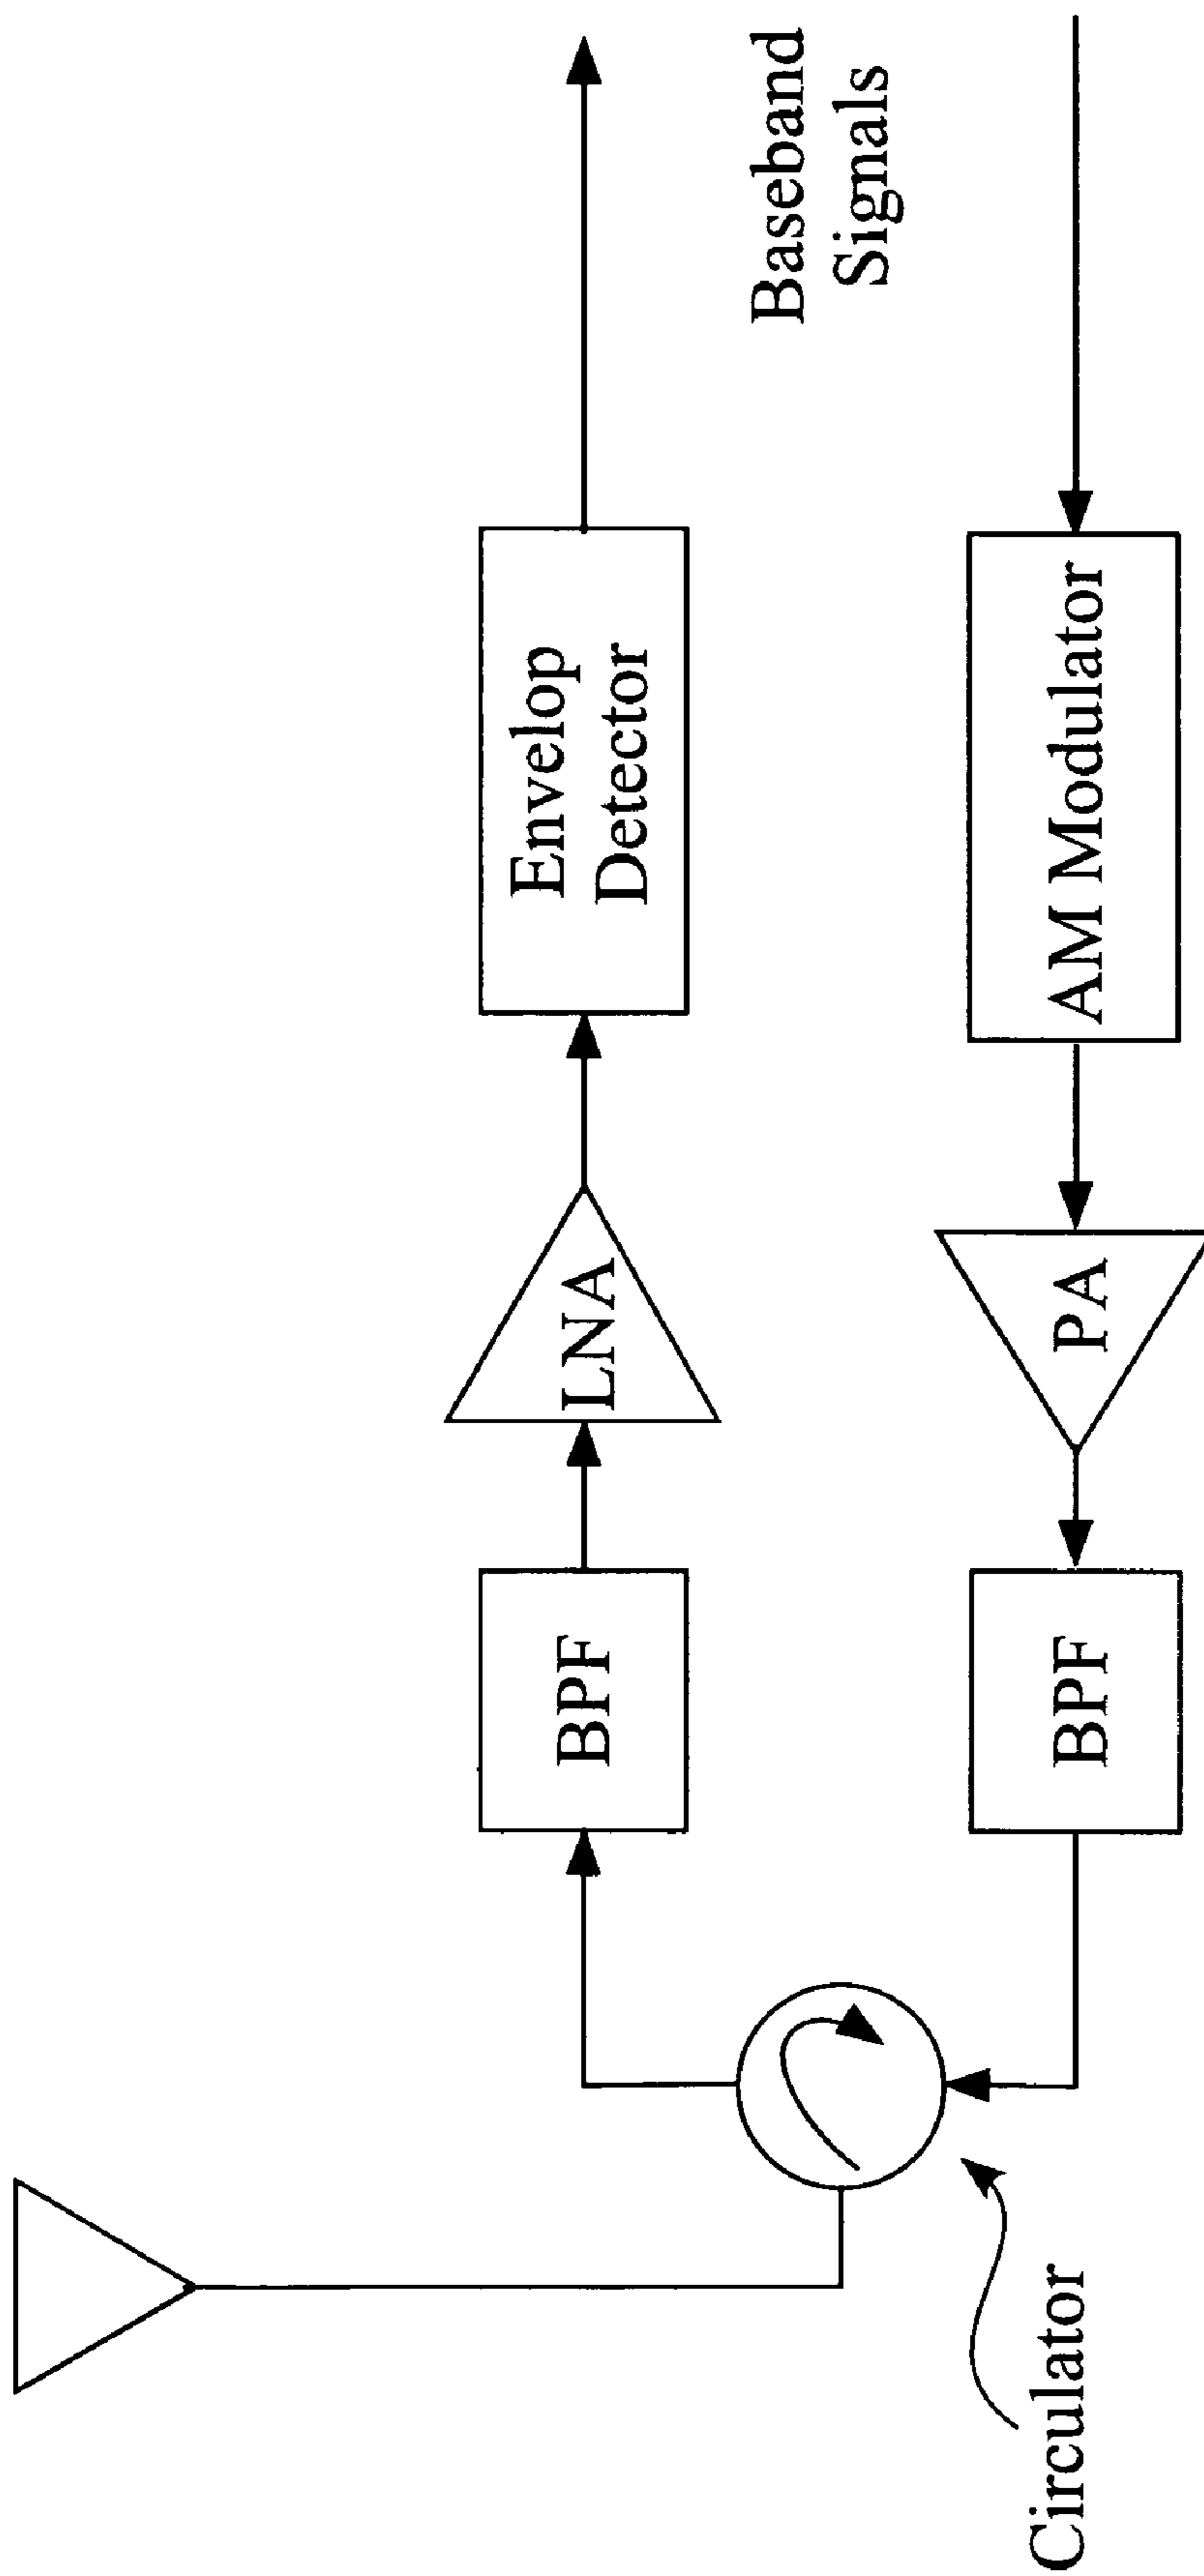 BPF
LNA
Envelop
Detector
Baseband
Signals
Circulator
BPF
PA
AM Modulator